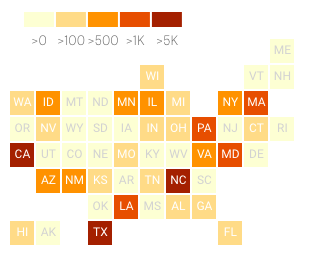 >0 >100 >500 >1K >5K
ME
WI VT NH
WA ID MT ND MN IL MI NY MA
OR NV WY SD IA IN OH PA NJ CT RI
CA UT CO NE MO KY WV VA MD DE
AZ NM KS AR TN NC SC
OK LA MS AL GA
HI AK TX FL